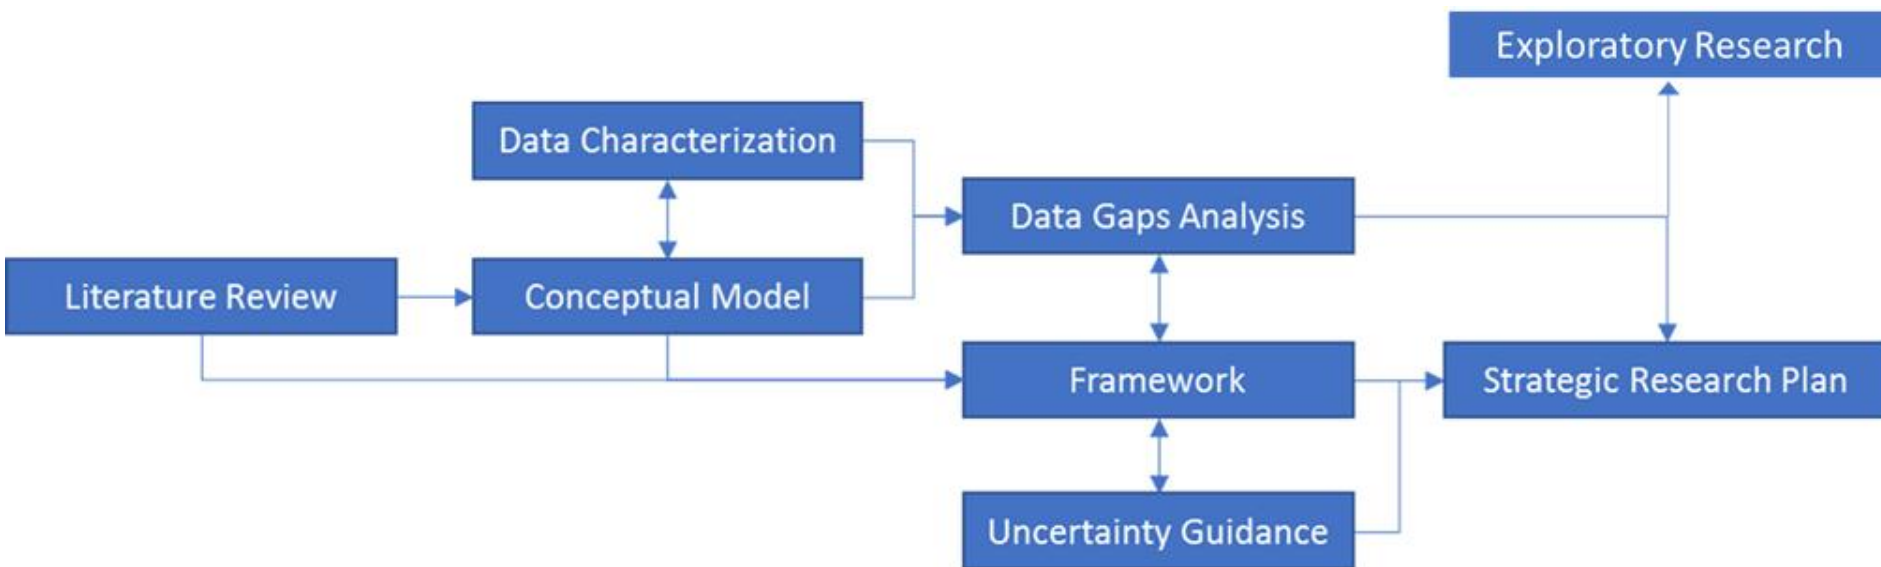 Exploratory Research
Data Characterization
Data Gaps Analysis
Literature Review
Conceptual Model
Framework
Strategic Research Plan
Uncertainty Guidance